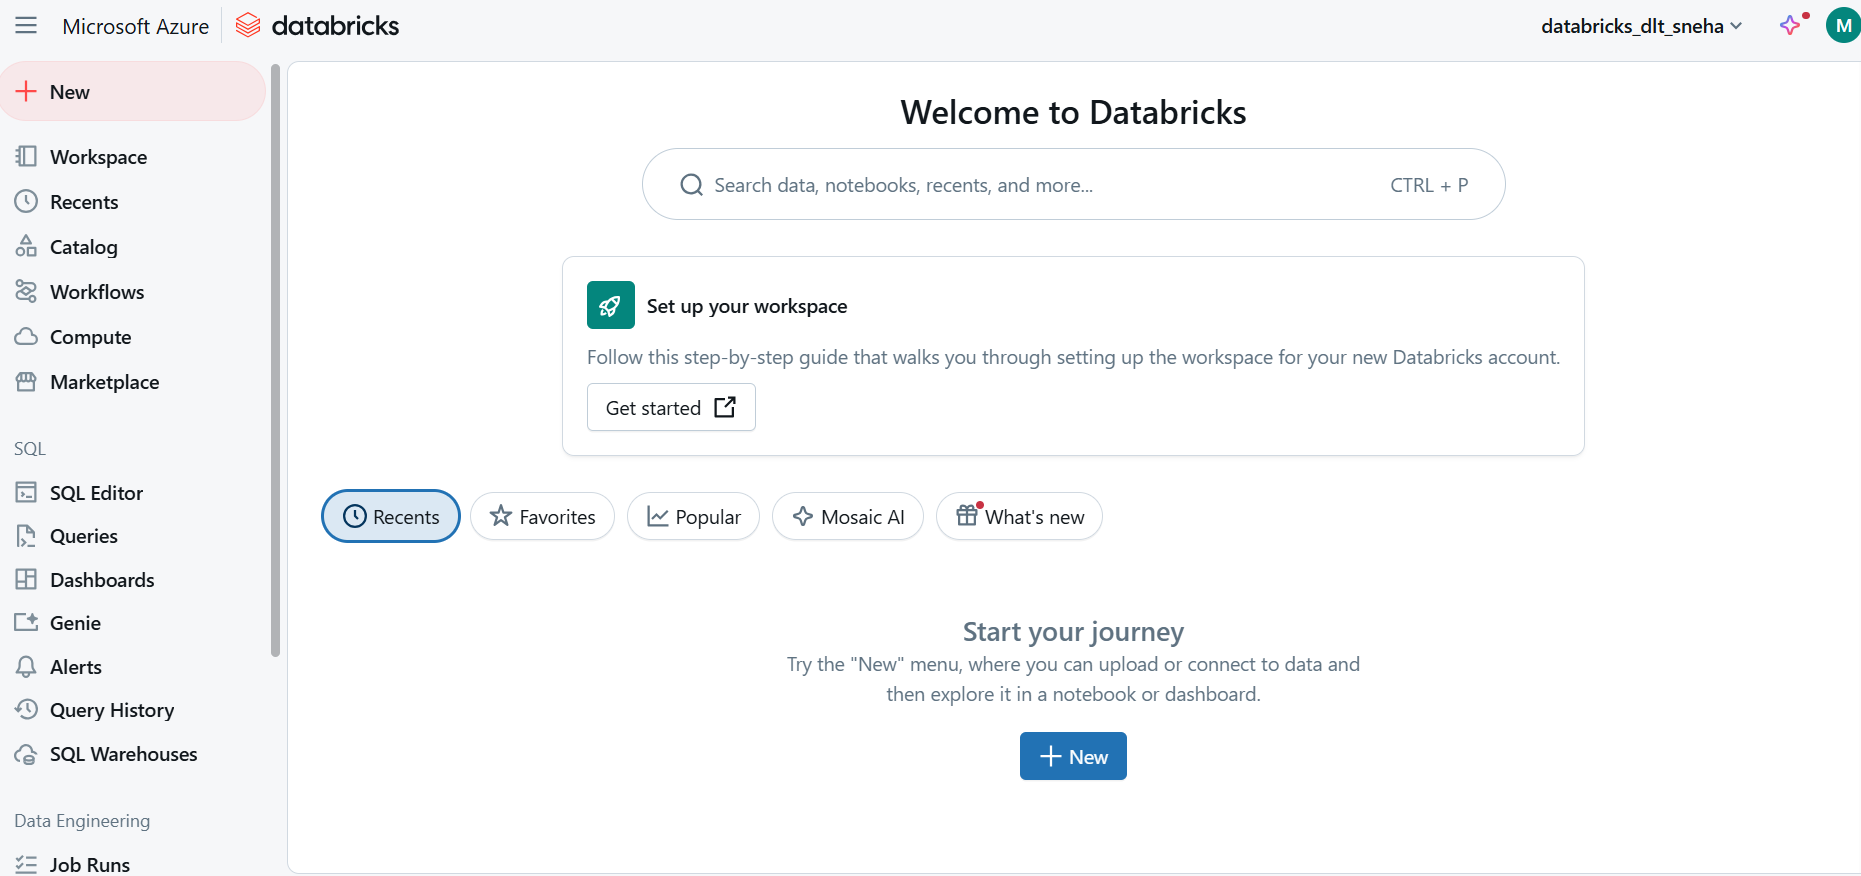 Microsoft Azure databricks
databricks_dlt_sneha
M
New
Workspace
Recents
Catalog
Workflows
Compute
Marketplace
SQL
SQL Editor
Queries
Dashboards
Genie
Alerts
Query History
SQL Warehouses
Data Engineering
Job Runs
Welcome to Databricks
Search data, notebooks, recents, and more... CTRL + P
Set up your workspace
Follow this step-by-step guide that walks you through setting up the workspace for your new Databricks account.
Get started
Recents Favorites Popular Mosaic AI What's new
Start your journey
Try the "New" menu, where you can upload or connect to data and
then explore it in a notebook or dashboard.
New